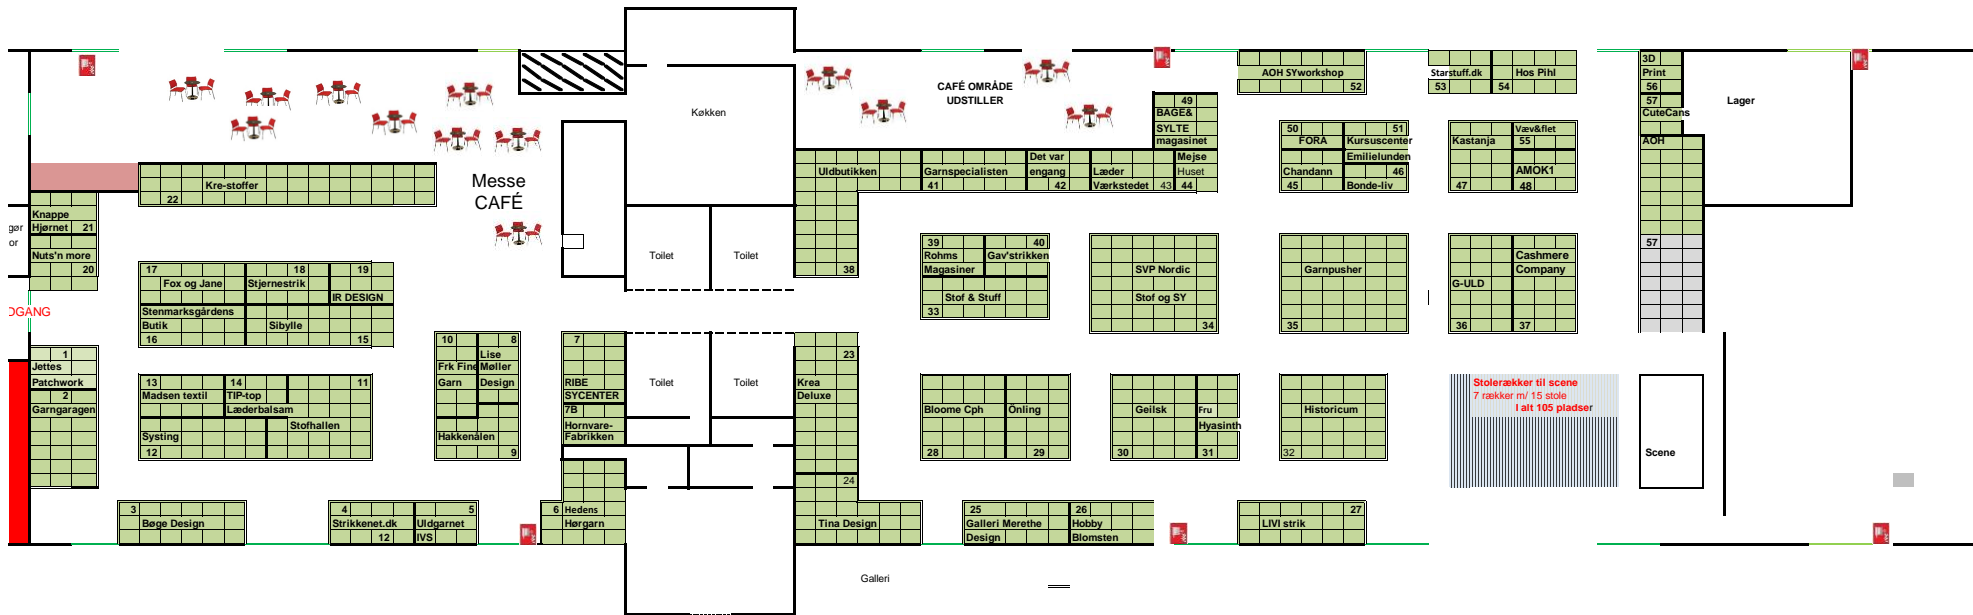 3D
Print
56
57
CuteCans
AOH
57
Lager
CAFÉ OMRÅDE
UDSTILLER
AOH SYworkshop
52
Starstuff.dk
53
Hos Pihl
54
49
BAGE&
SYLTE
magasinet
Køkken
50
FORA
51
Kursuscenter
Emilielunden
46
Bonde-liv
Chandann
45
Kastanja
47
Væv&flet
55
AMOK1
48
Kre-stoffer
22
Messe
CAFÉ
Uldbutikken
38
Garnspecialisten
41
Det var
engang
42
Læder
Værkstedet
43
Mejse
Huset
44
Knappe
Hjørnet
21
gør
or
Nuts'n more
20
17
Fox og Jane
18
Stjernestrik
19
IR DESIGN
Stenmarksgårdens
Butik
16
Sibylle
15
Toilet
Toilet
39
Rohms
Magasiner
40
Gav'strikken
Stof & Stuff
33
SVP Nordic
Stof og SY
34
Garnpusher
35
G-ULD
36
Cashmere
Company
37
DGANG
1
Jettes
Patchwork
2
Garngaragen
13
Madsen textil
14
TIP-top
Læderbalsam
11
Stofhallen
Systing
12
10
Frk Fine
Garn
8
Lise
Møller
Design
Hakkenålen
9
7
RIBE
SYCENTER
7B
Hornvare-
Fabrikken
Toilet
Toilet
23
Krea
Deluxe
24
Tina Design
Bloome Cph
28
Önling
29
Geilsk
30
Fru
Hyasinth
31
Historicum
32
Stolerækker til scene
7 rækker m/ 15 stole
I alt 105 pladser
Scene
3
Bøge Design
4
Strikkenet.dk
12
5
Uldgarnet
IVS
6
Hedens
Hørgarn
25
Galleri Merethe
Design
26
Hobby
Blomsten
27
LIVI strik
Galleri